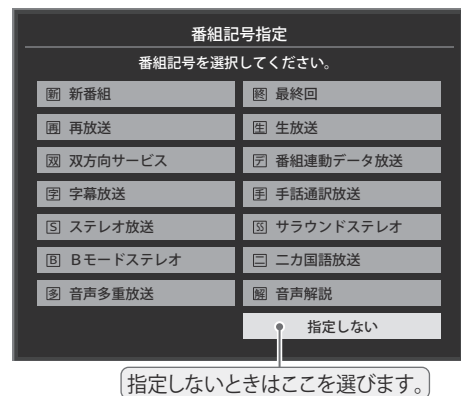 番組記号指定
番組記号を選択してください。
新 新番組
終 最終回
再 再放送
生 生放送
双 双方向サービス
デ 番組連動データ放送
字 字幕放送
手 手話通訳放送
S ステレオ放送
SS サラウンドステレオ
B Bモードステレオ
二 二カ国語放送
多 音声多重放送
解 音声解説
指定しない
指定しないときはここを選びます。